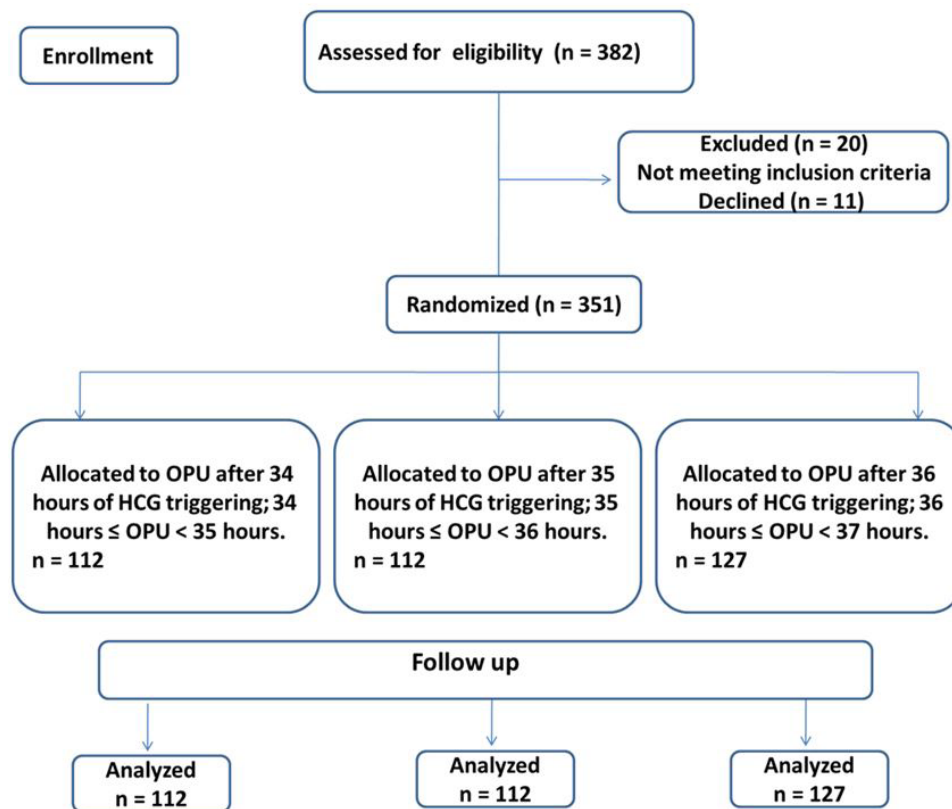 Enrollment
Assessed for eligibility (n = 382)
Excluded (n = 20)
Not meeting inclusion criteria
Declined (n = 11)
Randomized (n = 351)
Allocated to OPU after 34
hours of HCG triggering; 34
hours ≤ OPU < 35 hours.
n = 112
Allocated to OPU after 35
hours of HCG triggering; 35
hours ≤ OPU < 36 hours.
n = 112
Allocated to OPU after 36
hours of HCG triggering; 36
hours ≤ OPU < 37 hours.
n = 127
Follow up
Analyzed
n = 112
Analyzed
n = 112
Analyzed
n = 127